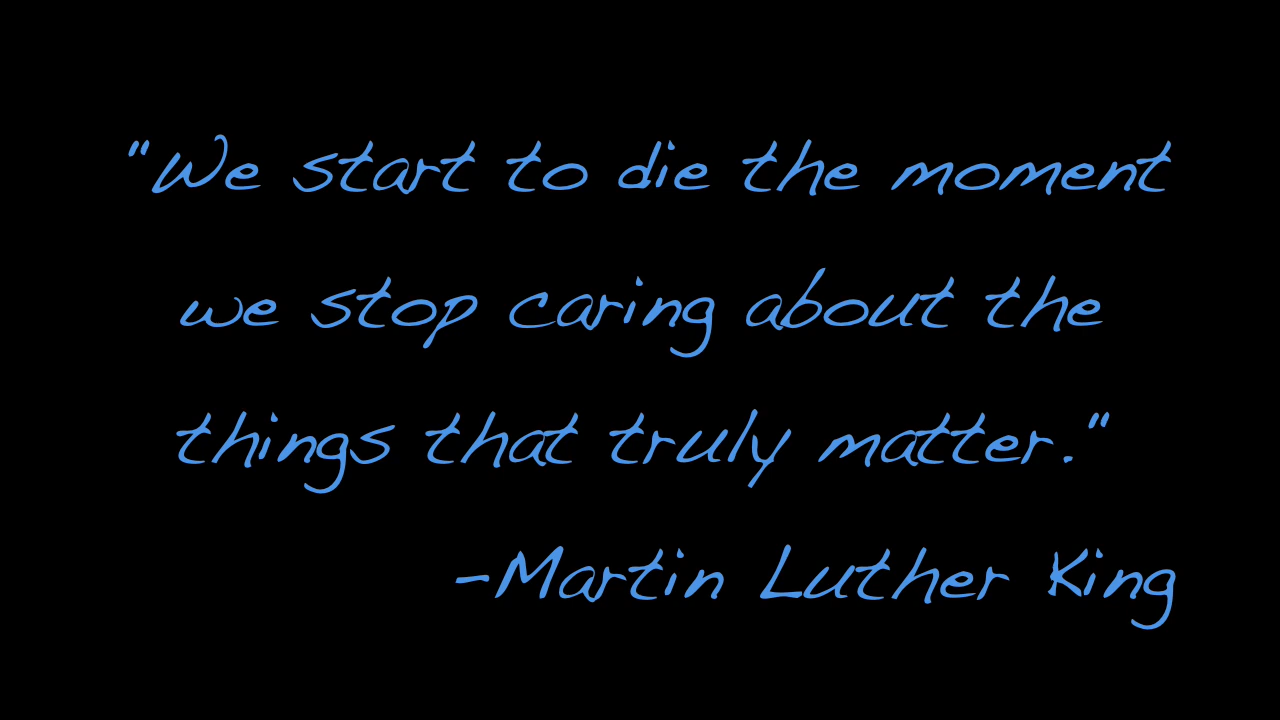 "We start to die the moment
we stop caring about the
things that truly matter."
-Martin Luther King